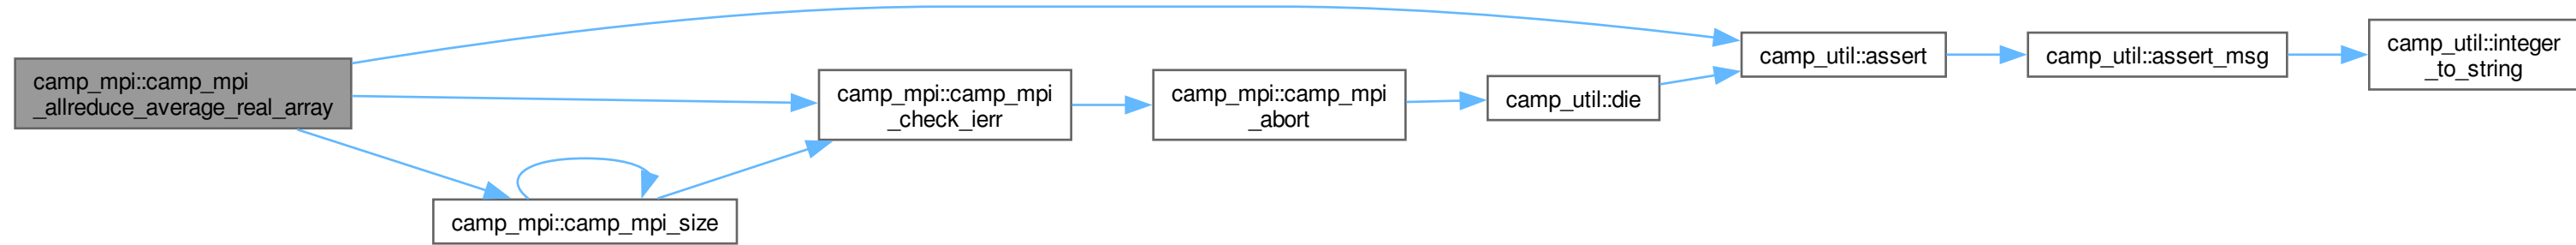 camp_mpi::camp_mpi
_allreduce_average_real_array
camp_mpi::camp_mpi_size
camp_mpi::camp_mpi
_check_ierr
camp_mpi::camp_mpi
_abort
camp_util::die
camp_util::assert
camp_util::assert_msg
camp_util::integer
_to_string